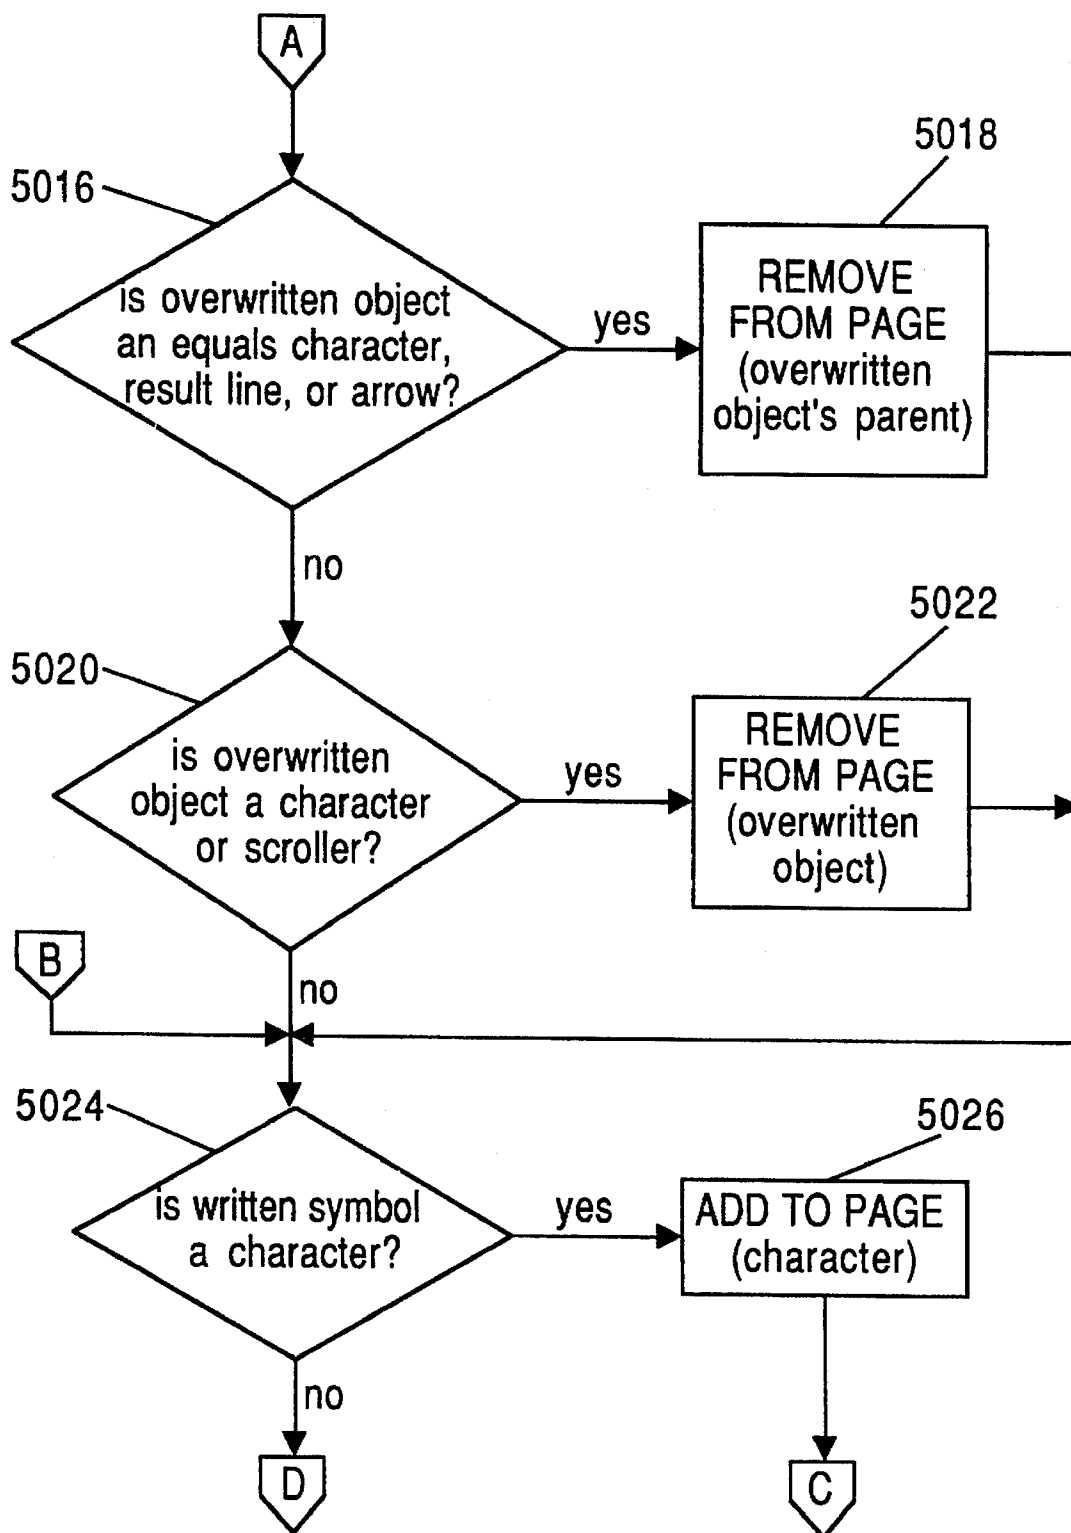 A
5016
is overwritten object
an equals character,
result line, or arrow?
yes
5018
REMOVE
FROM PAGE
(overwritten
object's parent)
no
5020
is overwritten
object a character
or scroller?
yes
5022
REMOVE
FROM PAGE
(overwritten
object)
B
no
5024
is written symbol
a character?
yes
5026
ADD TO PAGE
(character)
no
D
C